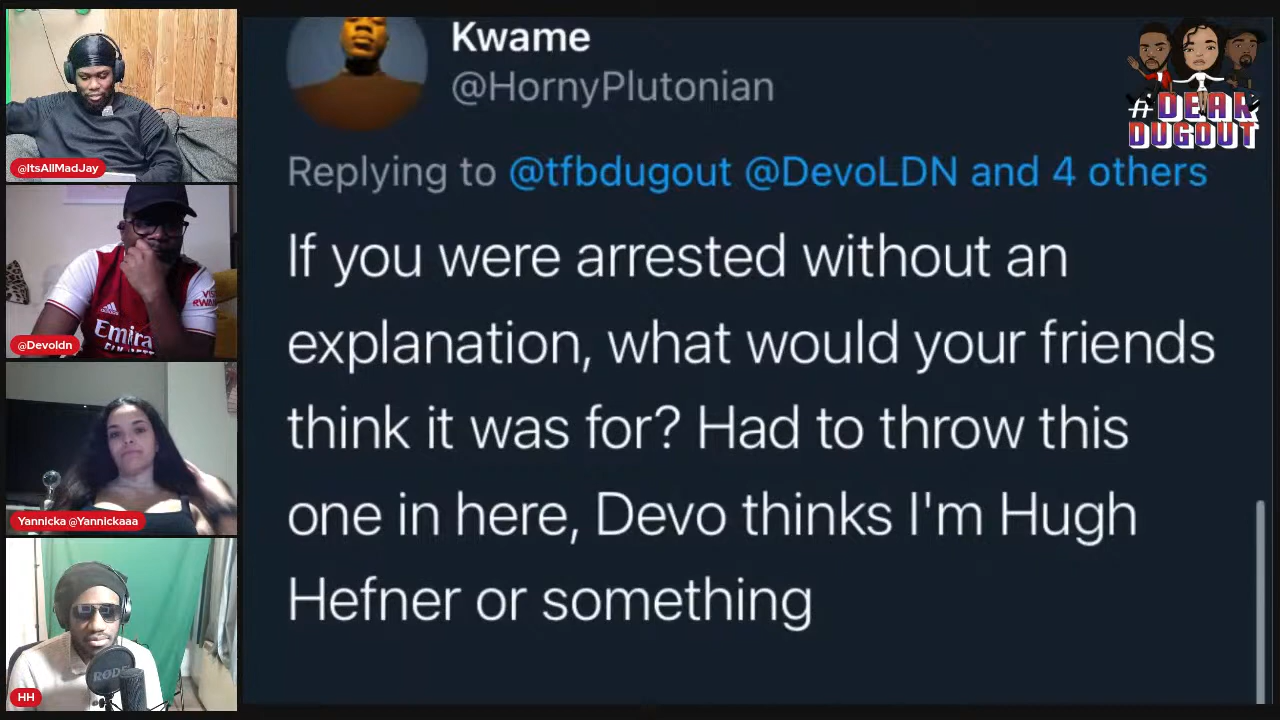 @ItsAllMadJay
@Devoldn
Emira
Yannicka @Yannickaaa
RØDE
HH
Kwame
@HornyPlutonian
Replying to @tfbdugout @DevoLDN and 4 others
If you were arrested without an
explanation, what would your friends
think it was for? Had to throw this
one in here, Devo thinks I'm Hugh
Hefner or something
#DEAR
DUGOUT